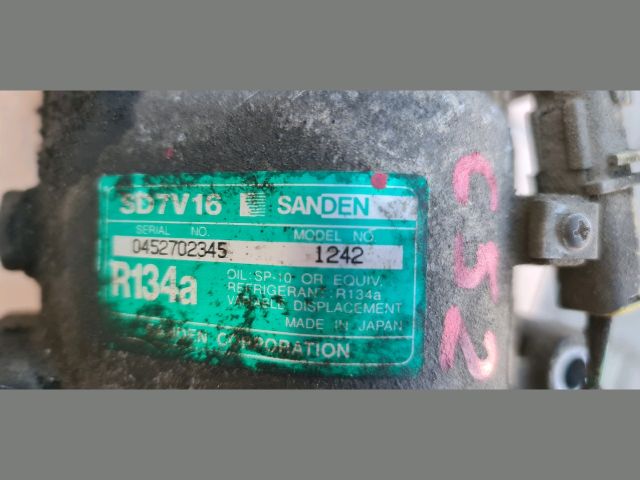 SD7V16 SANDEN
SERIAL NO. MODEL NO.
0452702345 1242
R134a
OIL:SP-10 OR EQUIV.
REFRIGERANT:R134a
VARIABLE DISPLACEMENT
MADE IN JAPAN
SANDEN CORPORATION
C52